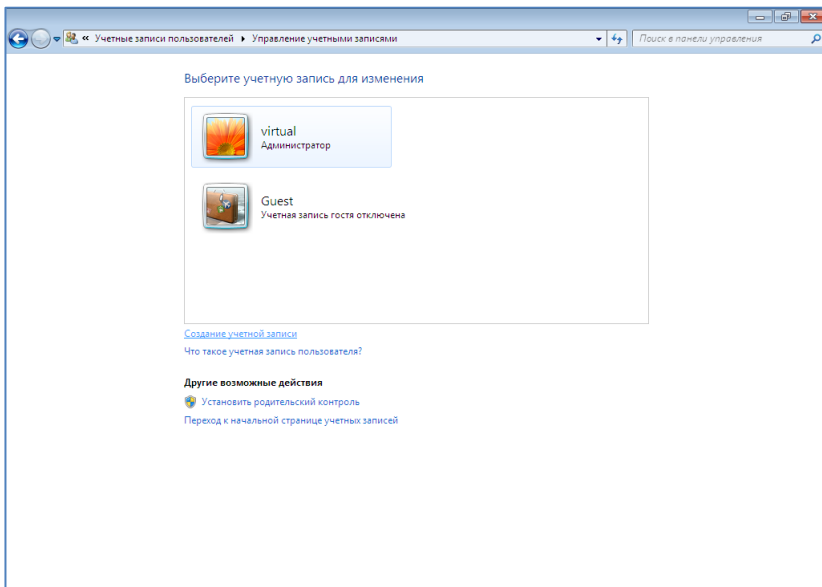 « Учетные записи пользователей ▸ Управление учетными записями
Поиск в панели управления
Выберите учетную запись для изменения
virtual
Администратор
Guest
Учетная запись гостя отключена
Создание учетной записи
Что такое учетная запись пользователя?
Другие возможные действия
Установить родительский контроль
Переход к начальной странице учетных записей